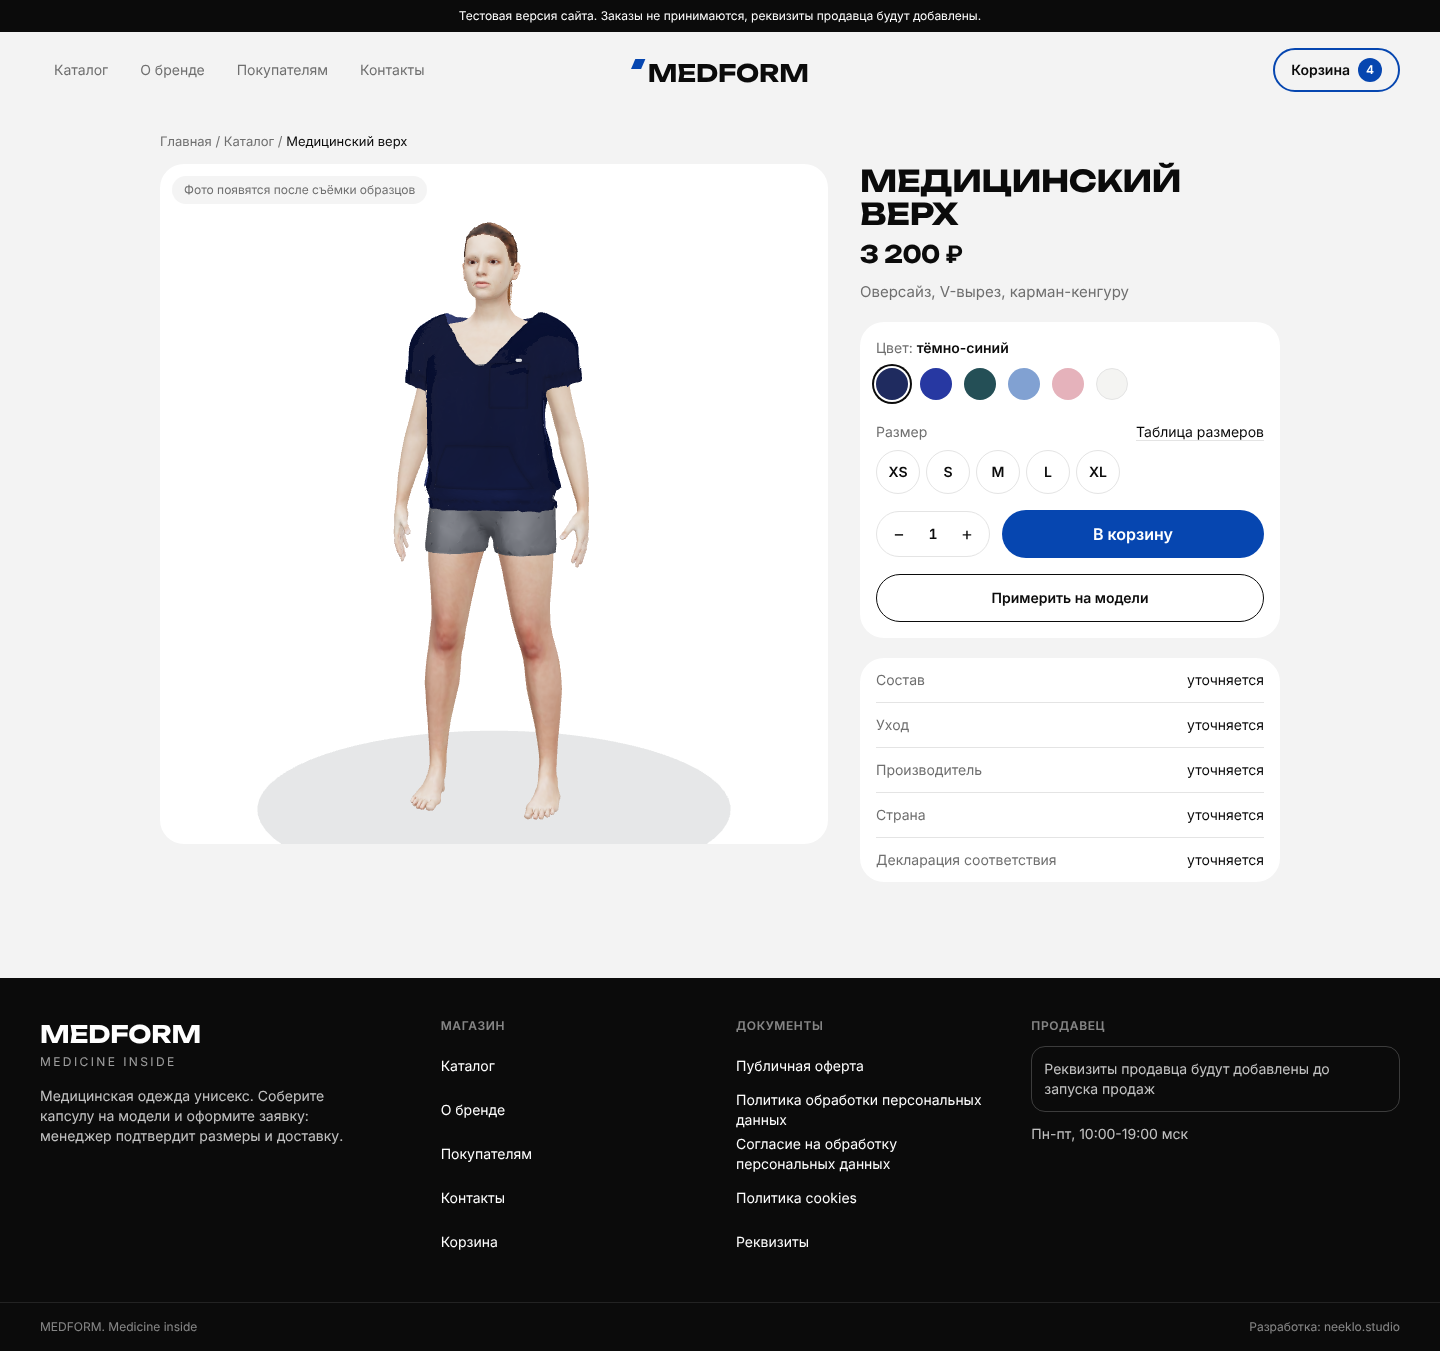 Тестовая версия сайта. Заказы не принимаются, реквизиты продавца будут добавлены.
Каталог О бренде Покупателям Контакты MEDFORM Корзина 4
Главная / Каталог / Медицинский верх
Фото появятся после съёмки образцов
МЕДИЦИНСКИЙ
ВЕРХ
3 200 ₽
Оверсайз, V-вырез, карман-кенгуру
Цвет: тёмно-синий
Размер Таблица размеров
XS S M L XL
− 1 + В корзину
Примерить на модели
Состав уточняется
Уход уточняется
Производитель уточняется
Страна уточняется
Декларация соответствия уточняется
MEDFORM
MEDICINE INSIDE
Медицинская одежда унисекс. Соберите
капсулу на модели и оформите заявку:
менеджер подтвердит размеры и доставку.
МАГАЗИН
Каталог
О бренде
Покупателям
Контакты
Корзина
ДОКУМЕНТЫ
Публичная оферта
Политика обработки персональных
данных
Согласие на обработку
персональных данных
Политика cookies
Реквизиты
ПРОДАВЕЦ
Реквизиты продавца будут добавлены до
запуска продаж
Пн-пт, 10:00-19:00 мск
MEDFORM. Medicine inside Разработка: neeklo.studio